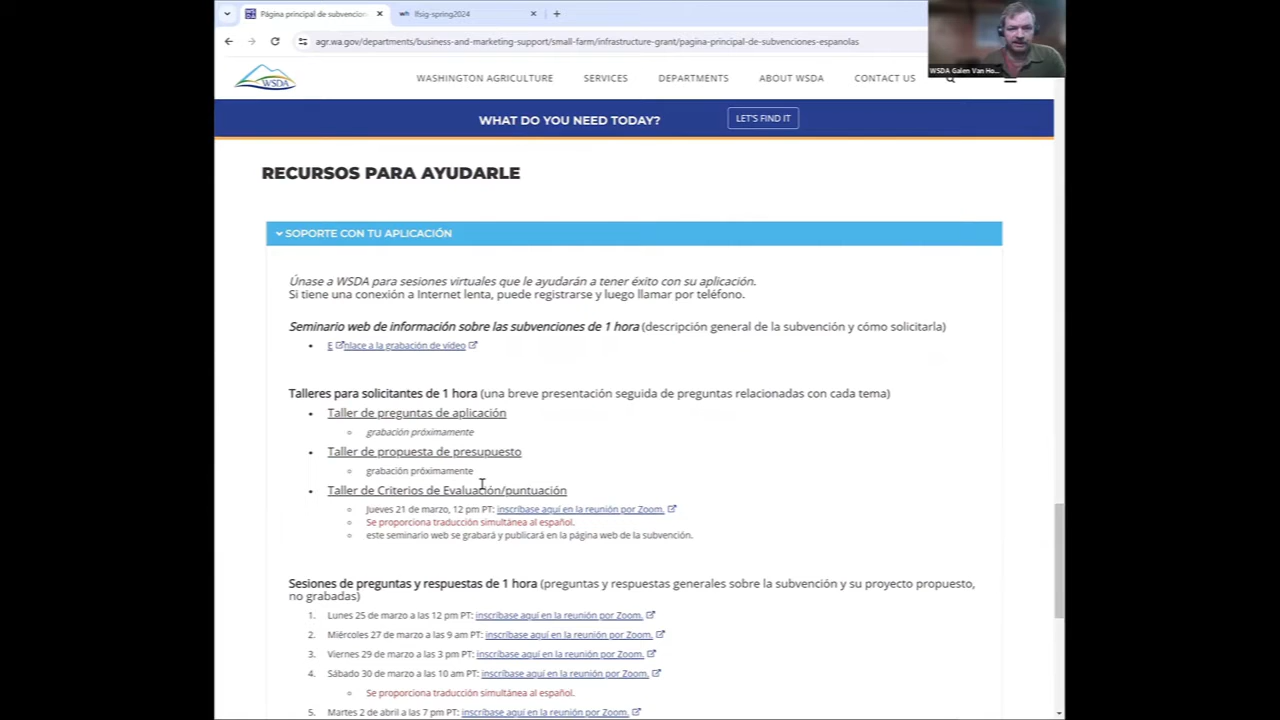 Página principal de subvencion
lfsig-spring2024
agr.wa.gov/departments/business-and-marketing-support/small-farm/infrastructure-grant/pagina-principal-de-subvenciones-espanolas
WSDA Galen Van Ho...
WSDA
WASHINGTON AGRICULTURE SERVICES DEPARTMENTS ABOUT WSDA CONTACT US
WHAT DO YOU NEED TODAY? LET'S FIND IT
RECURSOS PARA AYUDARLE
SOPORTE CON TU APLICACIÓN
Únase a WSDA para sesiones virtuales que le ayudarán a tener éxito con su aplicación.
Si tiene una conexión a Internet lenta, puede registrarse y luego llamar por teléfono.
Seminario web de información sobre las subvenciones de 1 hora (descripción general de la subvención y cómo solicitarla)
• E nlace a la grabación de vídeo
Talleres para solicitantes de 1 hora (una breve presentación seguida de preguntas relacionadas con cada tema)
• Taller de preguntas de aplicación
grabación próximamente
• Taller de propuesta de presupuesto
grabación próximamente
• Taller de Criterios de Evaluación/puntuación
Jueves 21 de marzo, 12 pm PT: inscríbase aquí en la reunión por Zoom.
Se proporciona traducción simultánea al español.
este seminario web se grabará y publicará en la página web de la subvención.
Sesiones de preguntas y respuestas de 1 hora (preguntas y respuestas generales sobre la subvención y su proyecto propuesto,
no grabadas)
1. Lunes 25 de marzo a las 12 pm PT: inscríbase aquí en la reunión por Zoom.
2. Miércoles 27 de marzo a las 9 am PT: inscríbase aquí en la reunión por Zoom.
3. Viernes 29 de marzo a las 3 pm PT: inscríbase aquí en la reunión por Zoom.
4. Sábado 30 de marzo a las 10 am PT: inscríbase aquí en la reunión por Zoom.
Se proporciona traducción simultánea al español.
5. Martes 2 de abril a las 7 pm PT: inscríbase aquí en la reunión por Zoom.